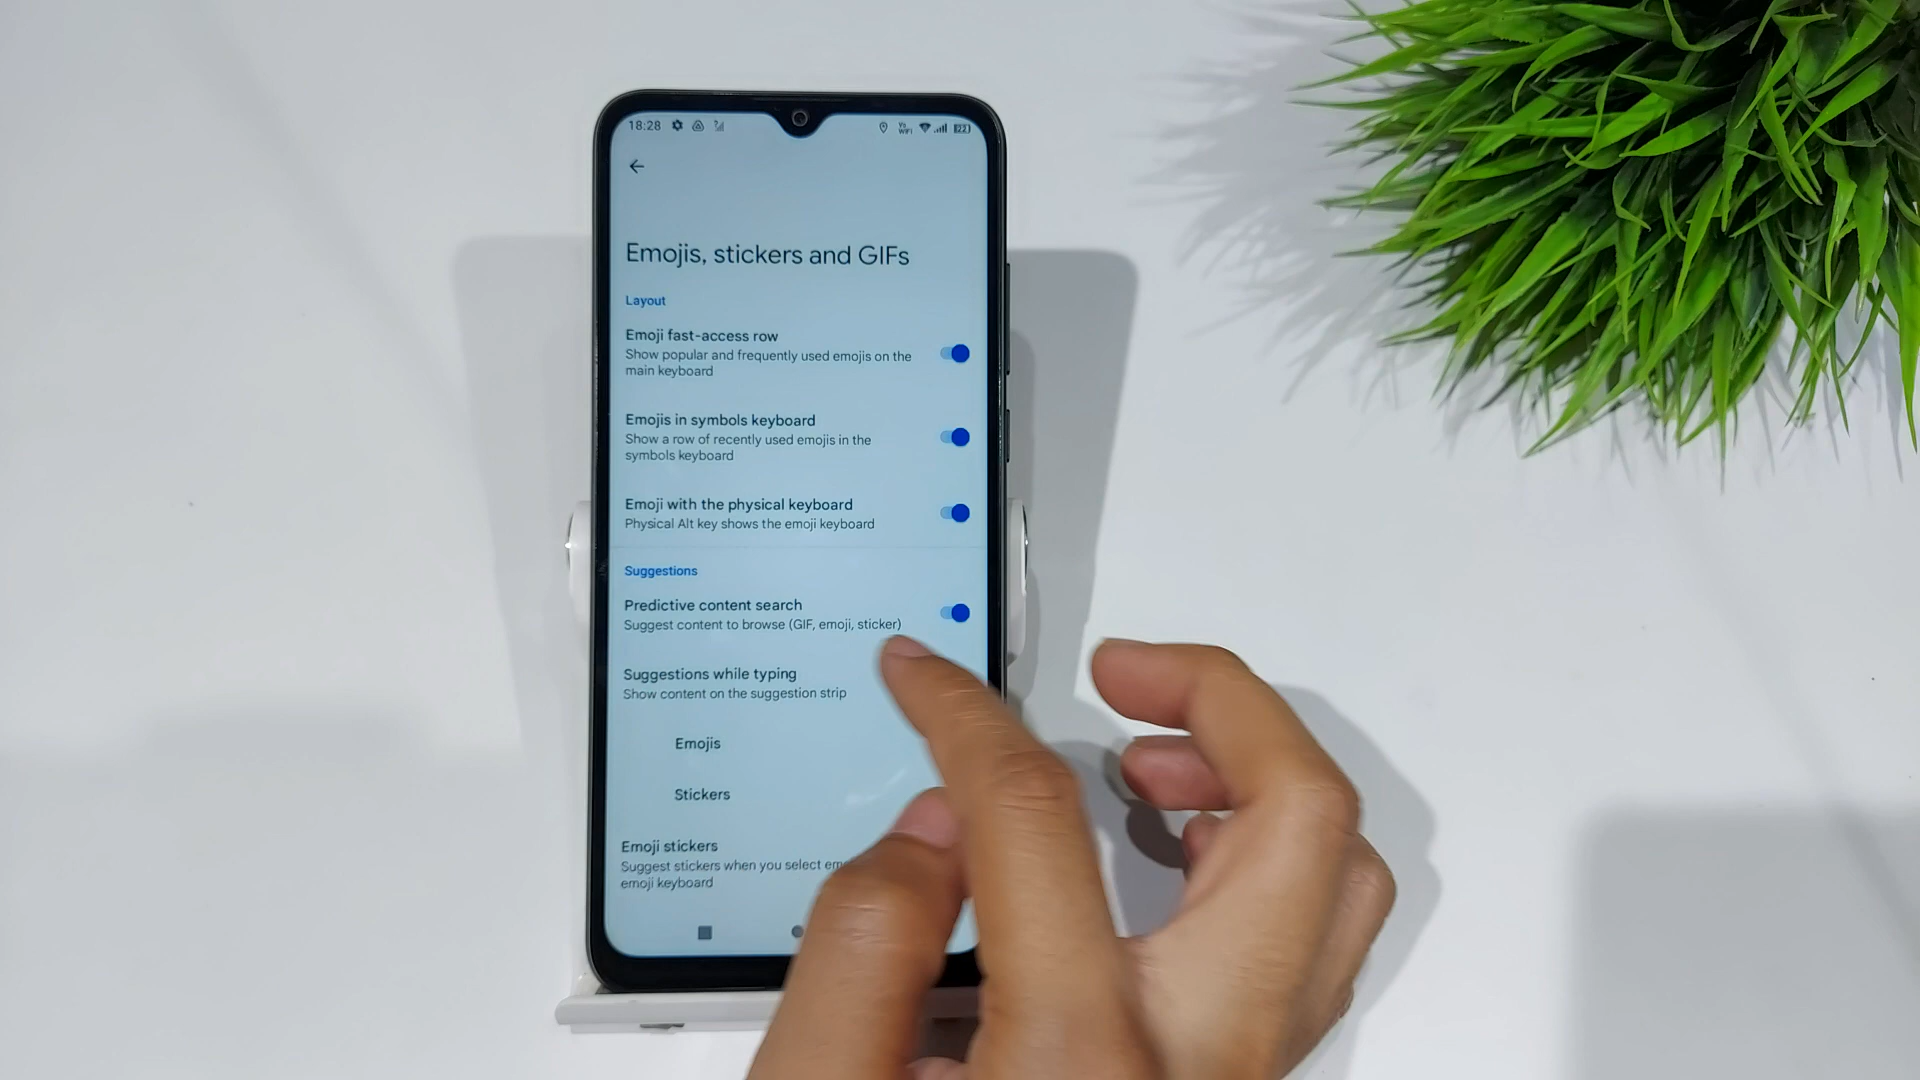 18:28
Vo WiFi
22
Emojis, stickers and GIFs
Layout
Emoji fast-access row
Show popular and frequently used emojis on the
main keyboard
Emojis in symbols keyboard
Show a row of recently used emojis in the
symbols keyboard
Emoji with the physical keyboard
Physical Alt key shows the emoji keyboard
Suggestions
Predictive content search
Suggest content to browse (GIF, emoji, sticker)
Suggestions while typing
Show content on the suggestion strip
Emojis
Stickers
Emoji stickers
Suggest stickers when you select
emoji keyboard